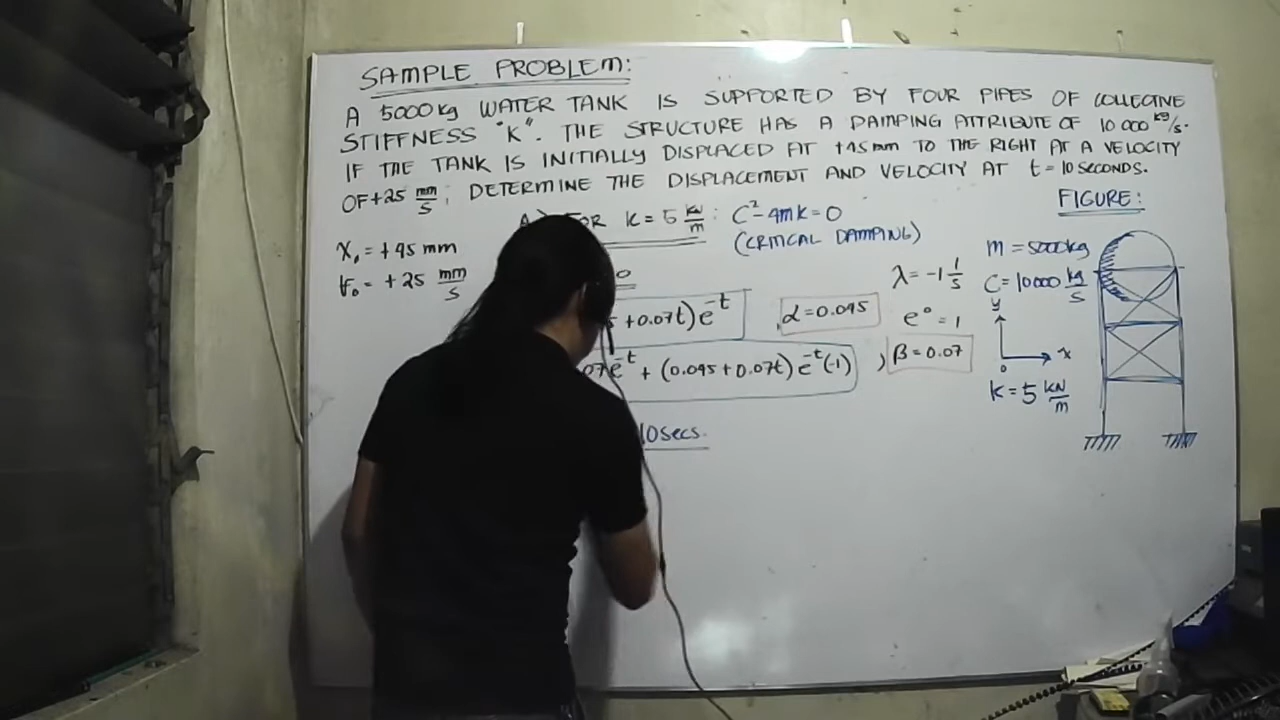 SAMPLE PROBLEM:
A 5000kg WATER TANK IS SUPPORTED BY FOUR PIPES OF COLLECTIVE
STIFFNESS "K". THE STRUCTURE HAS A DAMPING ATTRIBUTE OF 10 000 kg/s.
IF THE TANK IS INITIALLY DISPLACED AT +45mm TO THE RIGHT AT A VELOCITY
OF +25 mm/s; DETERMINE THE DISPLACEMENT AND VELOCITY AT t = 10 SECONDS.
FIGURE:
FOR K = 5 kN/m : C² - 4mk = 0
(CRITICAL DAMPING)
x₀ = +45 mm
v₀ = +25 mm/s
0
λ = -1 1/s
m = 5000kg
C = 10000 kg/s
+0.07t)e^-t
α = 0.045
e⁰ = 1
07e^-t + (0.045+0.07t)e^-t(-1)
, β = 0.07
y
x
0
K = 5 kN/m
10secs.